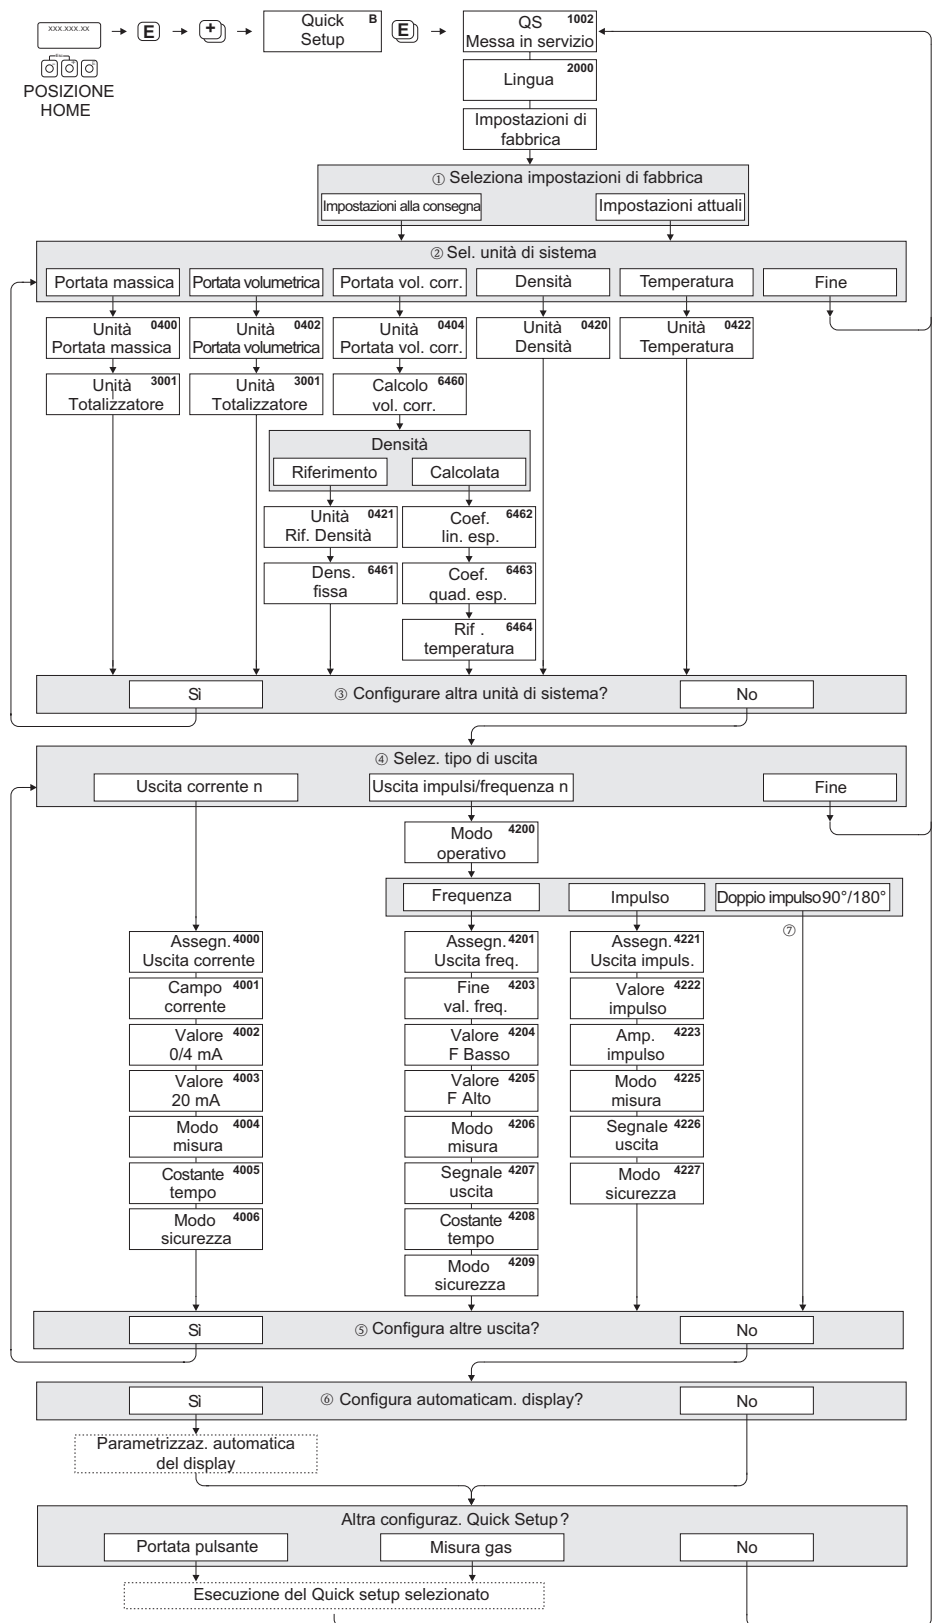 xxx.xxx.xx
Esc
E
+
Quick B
Setup
E
QS 1002
Messa in servizio
POSIZIONE
HOME
Lingua 2000
Impostazioni di
fabbrica
① Seleziona impostazioni di fabbrica
Impostazioni alla consegna
Impostazioni attuali
② Sel. unità di sistema
Portata massica
Portata volumetrica
Portata vol. corr.
Densità
Temperatura
Fine
Unità 0400
Portata massica
Unità 0402
Portata volumetrica
Unità 0404
Portata vol. corr.
Unità 0420
Densità
Unità 0422
Temperatura
Unità 3001
Totalizzatore
Unità 3001
Totalizzatore
Calcolo 6460
vol. corr.
Densità
Riferimento
Calcolata
Unità 0421
Rif. Densità
Coef. 6462
lin. esp.
Dens. 6461
fissa
Coef. 6463
quad. esp.
Rif . 6464
temperatura
Sì
③ Configurare altra unità di sistema?
No
④ Selez. tipo di uscita
Uscita corrente n
Uscita impulsi/frequenza n
Fine
Modo 4200
operativo
Frequenza
Impulso
Doppio impulso90°/180°
⑦
Assegn. 4000
Uscita corrente
Assegn. 4201
Uscita freq.
Assegn. 4221
Uscita impuls.
Campo 4001
corrente
Fine 4203
val. freq.
Valore 4222
impulso
Valore 4002
0/4 mA
Valore 4204
F Basso
Amp. 4223
impulso
Valore 4003
20 mA
Valore 4205
F Alto
Modo 4225
misura
Modo 4004
misura
Modo 4206
misura
Segnale 4226
uscita
Costante 4005
tempo
Segnale 4207
uscita
Modo 4227
sicurezza
Modo 4006
sicurezza
Costante 4208
tempo
Modo 4209
sicurezza
Sì
⑤ Configura altre uscita?
No
Sì
⑥ Configura automaticam. display?
No
Parametrizzaz. automatica
del display
Altra configuraz. Quick Setup?
Portata pulsante
Misura gas
No
Esecuzione del Quick setup selezionato